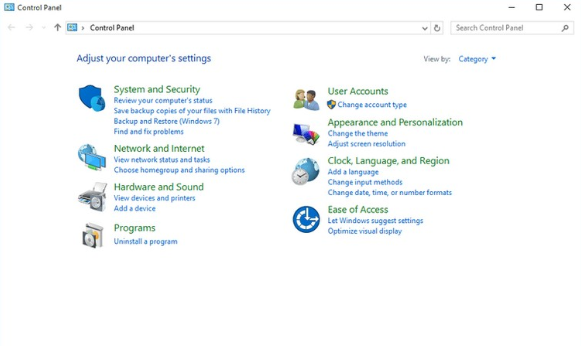 Control Panel
Control Panel
Search Control Panel
Adjust your computer's settings
View by: Category
System and Security
Review your computer's status
Save backup copies of your files with File History
Backup and Restore (Windows 7)
Find and fix problems
Network and Internet
View network status and tasks
Choose homegroup and sharing options
Hardware and Sound
View devices and printers
Add a device
Programs
Uninstall a program
User Accounts
Change account type
Appearance and Personalization
Change the theme
Adjust screen resolution
Clock, Language, and Region
Add a language
Change input methods
Change date, time, or number formats
Ease of Access
Let Windows suggest settings
Optimize visual display